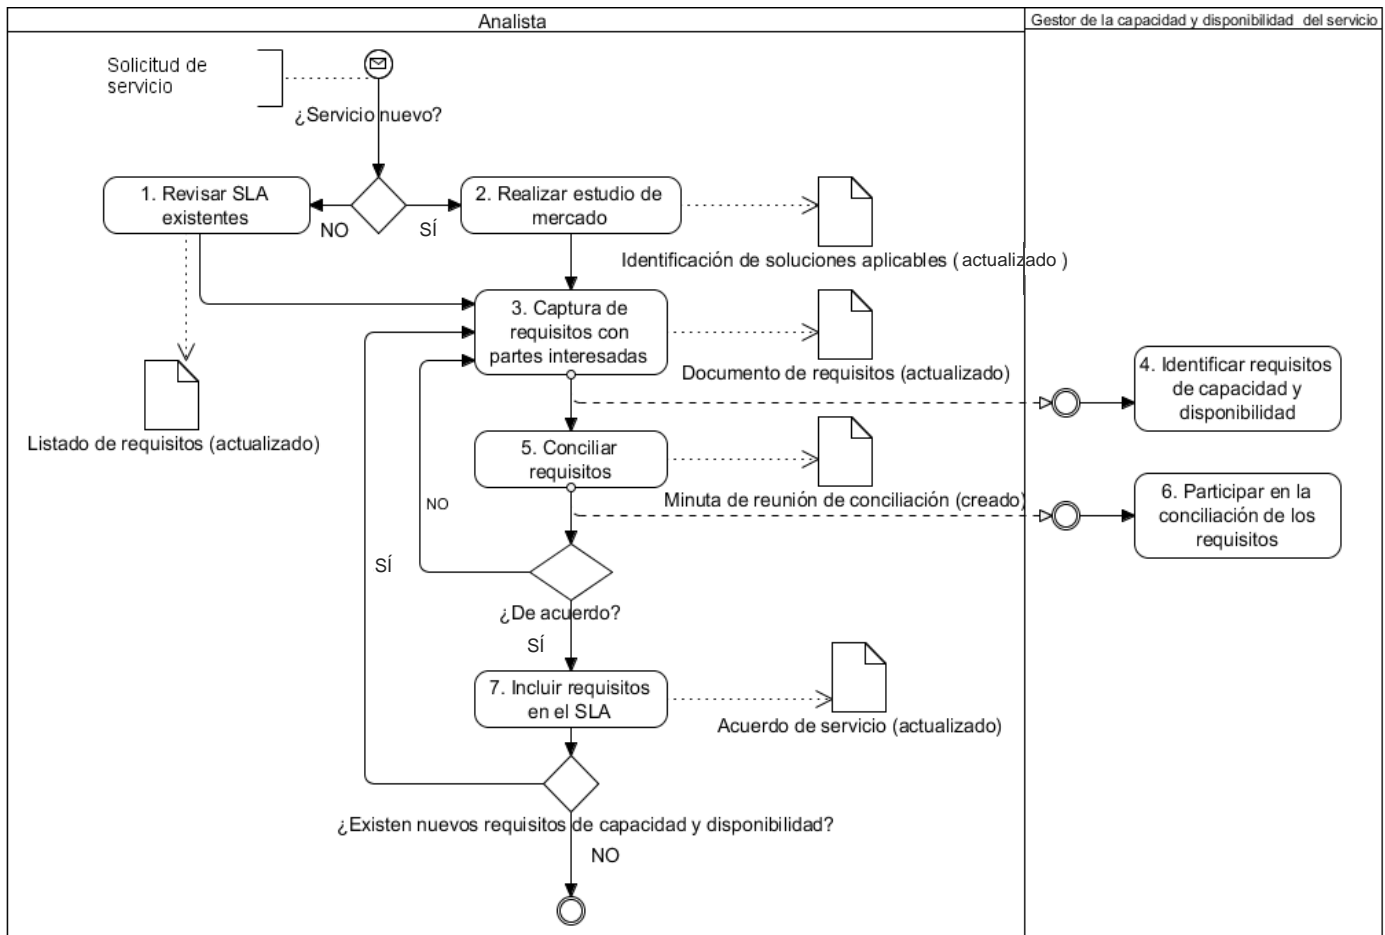 Analista
Gestor de la capacidad y disponibilidad del servicio
Solicitud de
servicio
¿Servicio nuevo?
1. Revisar SLA
existentes
2. Realizar estudio de
mercado
NO
SÍ
Identificación de soluciones aplicables ( actualizado )
3. Captura de
requisitos con
partes interesadas
Documento de requisitos (actualizado)
4. Identificar requisitos
de capacidad y
disponibilidad
Listado de requisitos (actualizado)
5. Conciliar
requisitos
Minuta de reunión de conciliación (creado)
6. Participar en la
conciliación de los
requisitos
NO
SÍ
¿De acuerdo?
SÍ
7. Incluir requisitos
en el SLA
Acuerdo de servicio (actualizado)
¿Existen nuevos requisitos de capacidad y disponibilidad?
NO